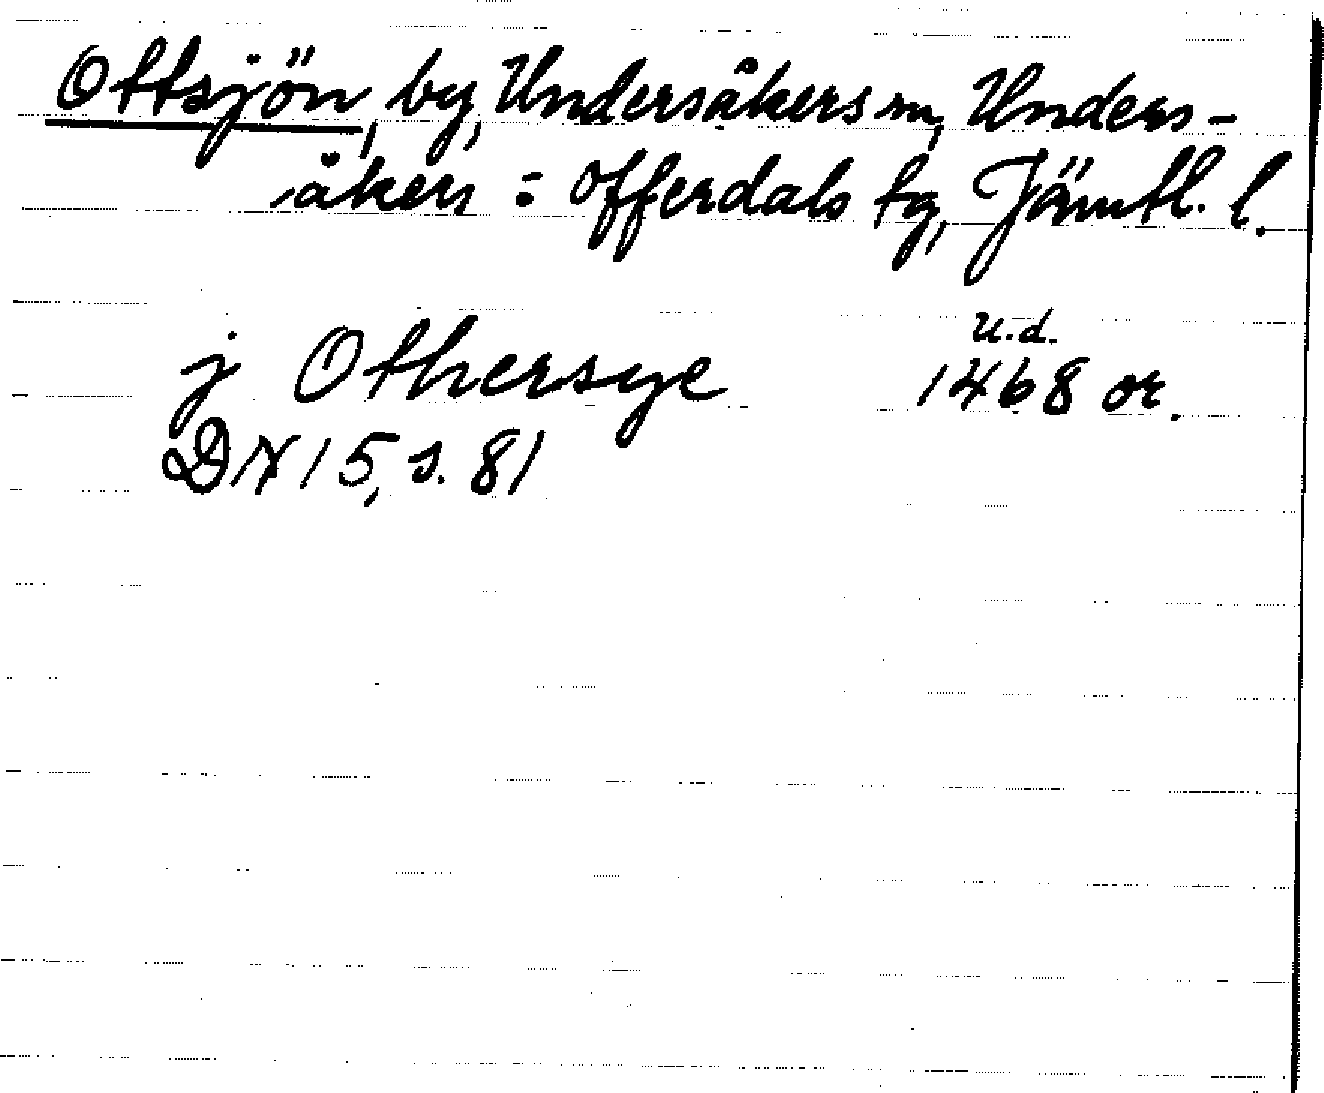 Ottsjön, by, Undersåkers sn, Unders-
åkers : Offerdals tg, Jämtl. l.
u.d.
j Othersye 1468 or.
DN 15, s. 81